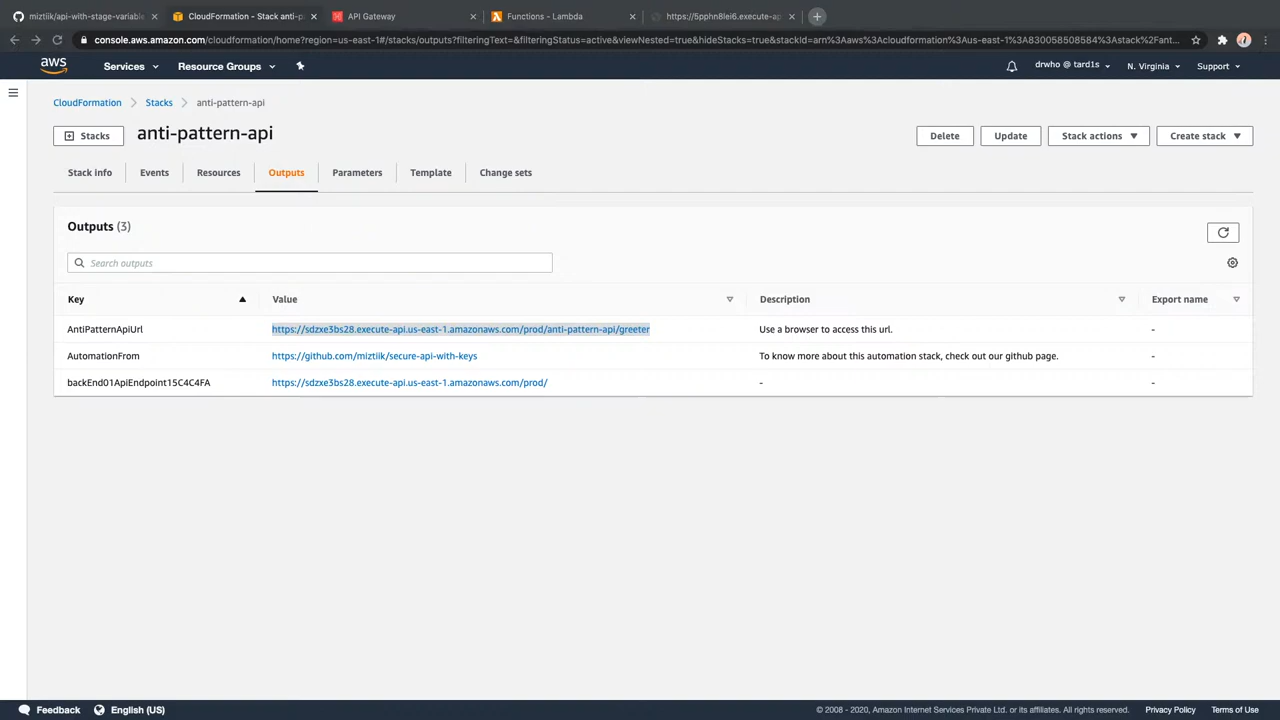 miztiik/api-with-stage-variable
CloudFormation - Stack anti-p
API Gateway
Functions - Lambda
https://5pphn8lei6.execute-ap
console.aws.amazon.com/cloudformation/home?region=us-east-1#/stacks/outputs?filteringText=&filteringStatus=active&viewNested=true&hideStacks=true&stackId=arn%3Aaws%3Acloudformation%3Aus-east-1%3A830058508584%3Astack%2Fant...
aws
Services
Resource Groups
drwho @ tard1s
N. Virginia
Support
CloudFormation
Stacks
anti-pattern-api
Stacks
anti-pattern-api
Delete
Update
Stack actions
Create stack
Stack info
Events
Resources
Outputs
Parameters
Template
Change sets
Outputs (3)
Search outputs
Key
Value
Description
Export name
AntiPatternApiUrl
https://sdzxe3bs28.execute-api.us-east-1.amazonaws.com/prod/anti-pattern-api/greeter
Use a browser to access this url.
-
AutomationFrom
https://github.com/miztiik/secure-api-with-keys
To know more about this automation stack, check out our github page.
-
backEnd01ApiEndpoint15C4C4FA
https://sdzxe3bs28.execute-api.us-east-1.amazonaws.com/prod/
-
-
Feedback
English (US)
© 2008 - 2020, Amazon Internet Services Private Ltd. or its affiliates. All rights reserved.
Privacy Policy
Terms of Use